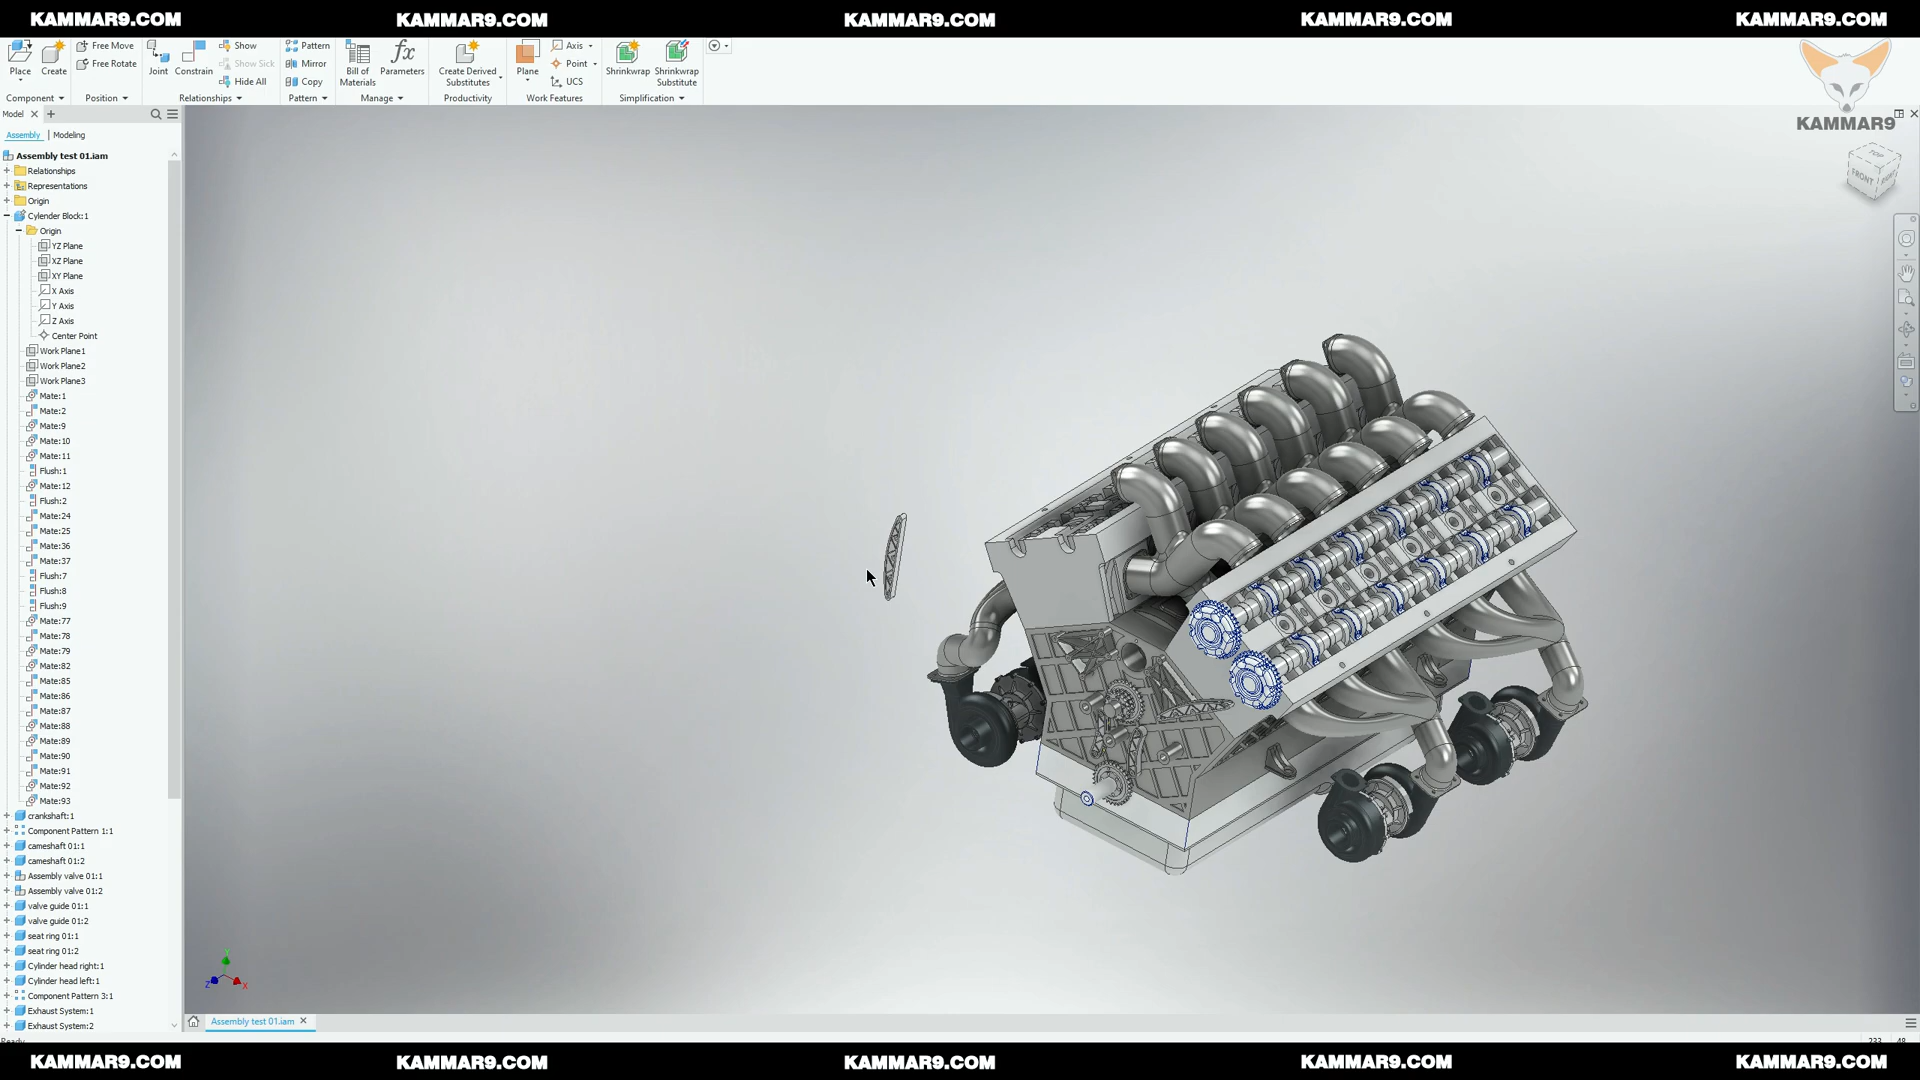 KAMMAR9.COM KAMMAR9.COM KAMMAR9.COM KAMMAR9.COM KAMMAR9.COM
Place Create Free Move Free Rotate Joint Constrain Show Show Sick Hide All Pattern Mirror Copy Bill of Materials fx Parameters Create Derived Substitutes Plane Axis Point UCS Shrinkwrap Shrinkwrap Substitute
Component Position Relationships Pattern Manage Productivity Work Features Simplification
KAMMAR9
Model
Assembly | Modeling
Assembly test 01.iam
Relationships
Representations
Origin
Cylender Block:1
Origin
YZ Plane
XZ Plane
XY Plane
X Axis
Y Axis
Z Axis
Center Point
Work Plane1
Work Plane2
Work Plane3
Mate:1
Mate:2
Mate:9
Mate:10
Mate:11
Flush:1
Mate:12
Flush:2
Mate:24
Mate:25
Mate:36
Mate:37
Flush:7
Flush:8
Flush:9
Mate:77
Mate:78
Mate:79
Mate:82
Mate:85
Mate:86
Mate:87
Mate:88
Mate:89
Mate:90
Mate:91
Mate:92
Mate:93
crankshaft:1
Component Pattern 1:1
cameshaft 01:1
cameshaft 01:2
Assembly valve 01:1
Assembly valve 01:2
valve guide 01:1
valve guide 01:2
seat ring 01:1
seat ring 01:2
Cylinder head right:1
Cylinder head left:1
Component Pattern 3:1
Exhaust System:1
Exhaust System:2
TOP
FRONT RIGHT
Y
Z X
Assembly test 01.iam
KAMMAR9.COM KAMMAR9.COM KAMMAR9.COM KAMMAR9.COM KAMMAR9.COM